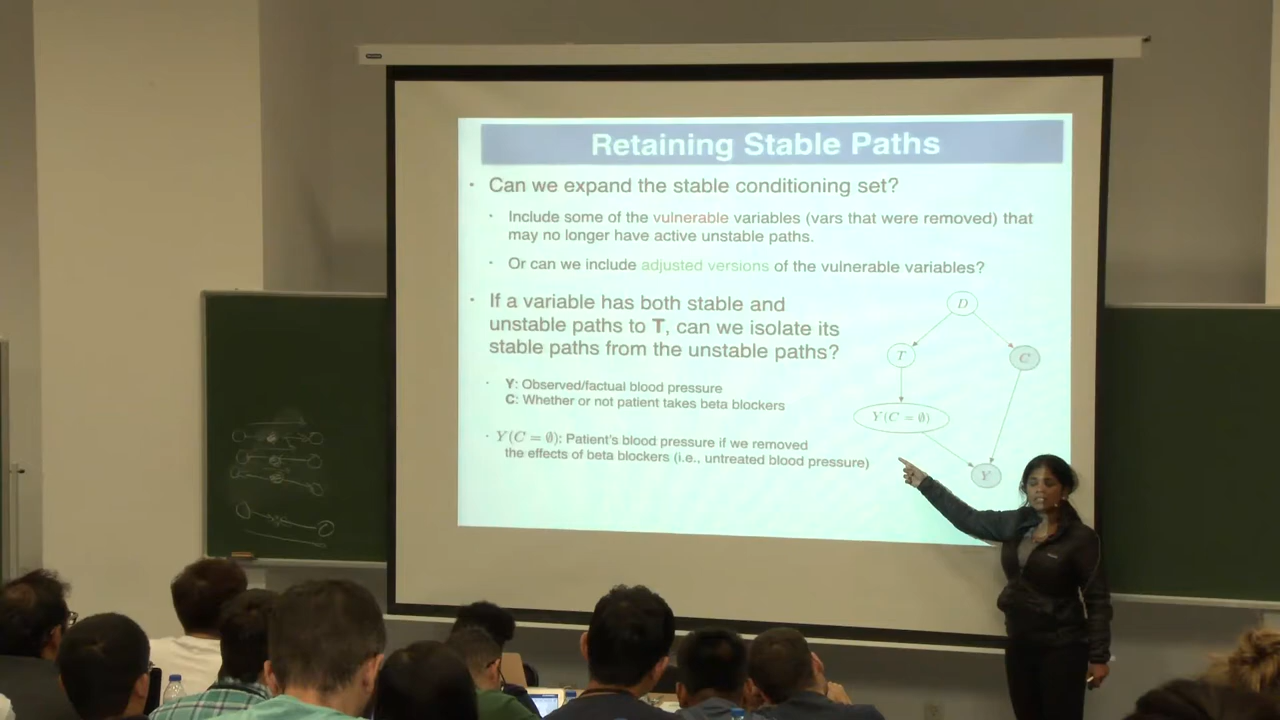 Retaining Stable Paths
• Can we expand the stable conditioning set?
• Include some of the vulnerable variables (vars that were removed) that
may no longer have active unstable paths.
• Or can we include adjusted versions of the vulnerable variables?
• If a variable has both stable and
unstable paths to T, can we isolate its
stable paths from the unstable paths?
• Y: Observed/factual blood pressure
C: Whether or not patient takes beta blockers
• Y(C = ∅): Patient's blood pressure if we removed
the effects of beta blockers (i.e., untreated blood pressure)
D
T
C
Y(C = ∅)
Y